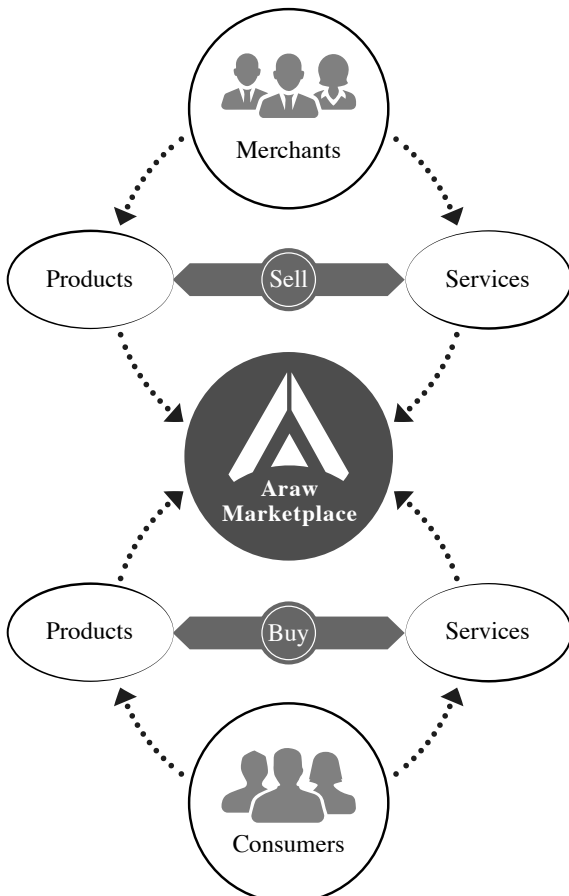 Merchants
Products
Sell
Services
Araw
Marketplace
Products
Buy
Services
Consumers